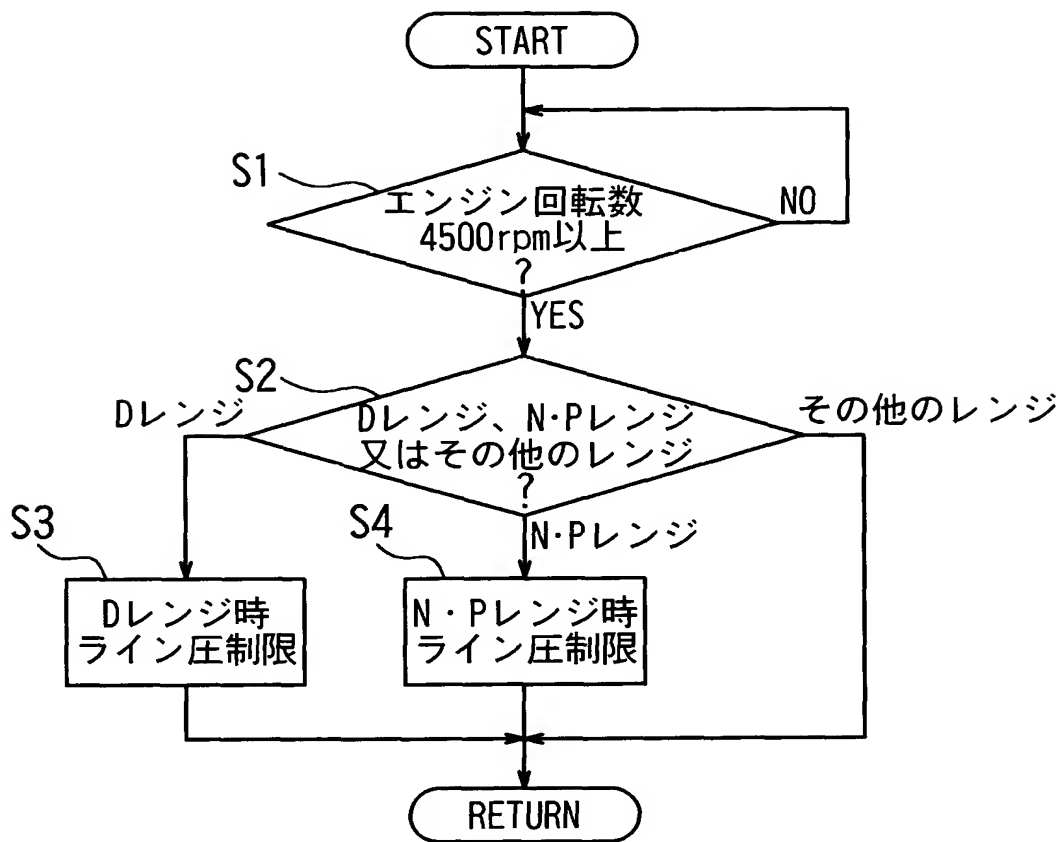 START
S1
エンジン回転数
4500rpm以上
?
NO
YES
S2
Dレンジ
Dレンジ、N·Pレンジ
又はその他のレンジ
?
その他のレンジ
N·Pレンジ
S3
Dレンジ時
ライン圧制限
S4
N・Pレンジ時
ライン圧制限
RETURN